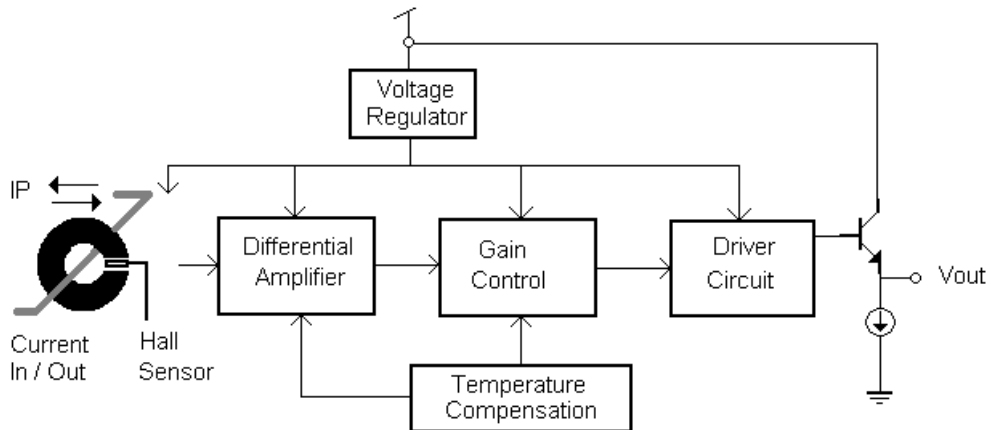 Voltage
Regulator
IP
Differential
Amplifier
Gain
Control
Driver
Circuit
Vout
Current
In / Out
Hall
Sensor
Temperature
Compensation